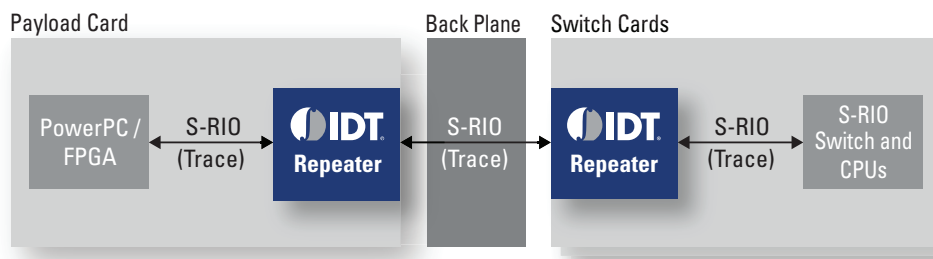 Payload Card
Back Plane
Switch Cards
PowerPC /
FPGA
S-RIO
(Trace)
IDT
Repeater
S-RIO
(Trace)
IDT
Repeater
S-RIO
(Trace)
S-RIO
Switch and
CPUs